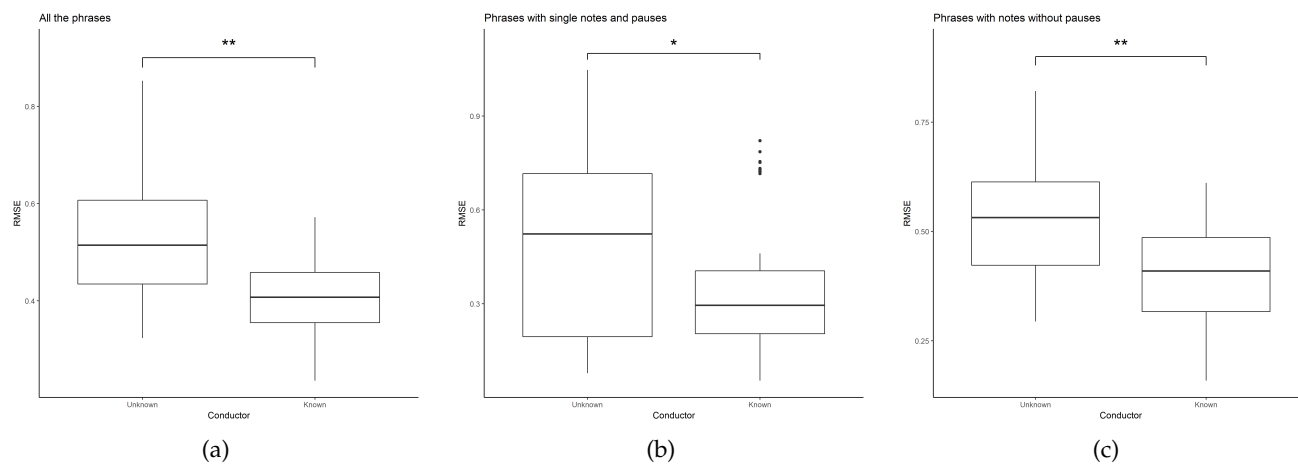 All the phrases
**
0.8
0.6
0.4
RMSE
Unknown
Known
Conductor
(a)
Phrases with single notes and pauses
*
0.9
0.6
0.3
RMSE
Unknown
Known
Conductor
(b)
Phrases with notes without pauses
**
0.75
0.50
0.25
RMSE
Unknown
Known
Conductor
(c)